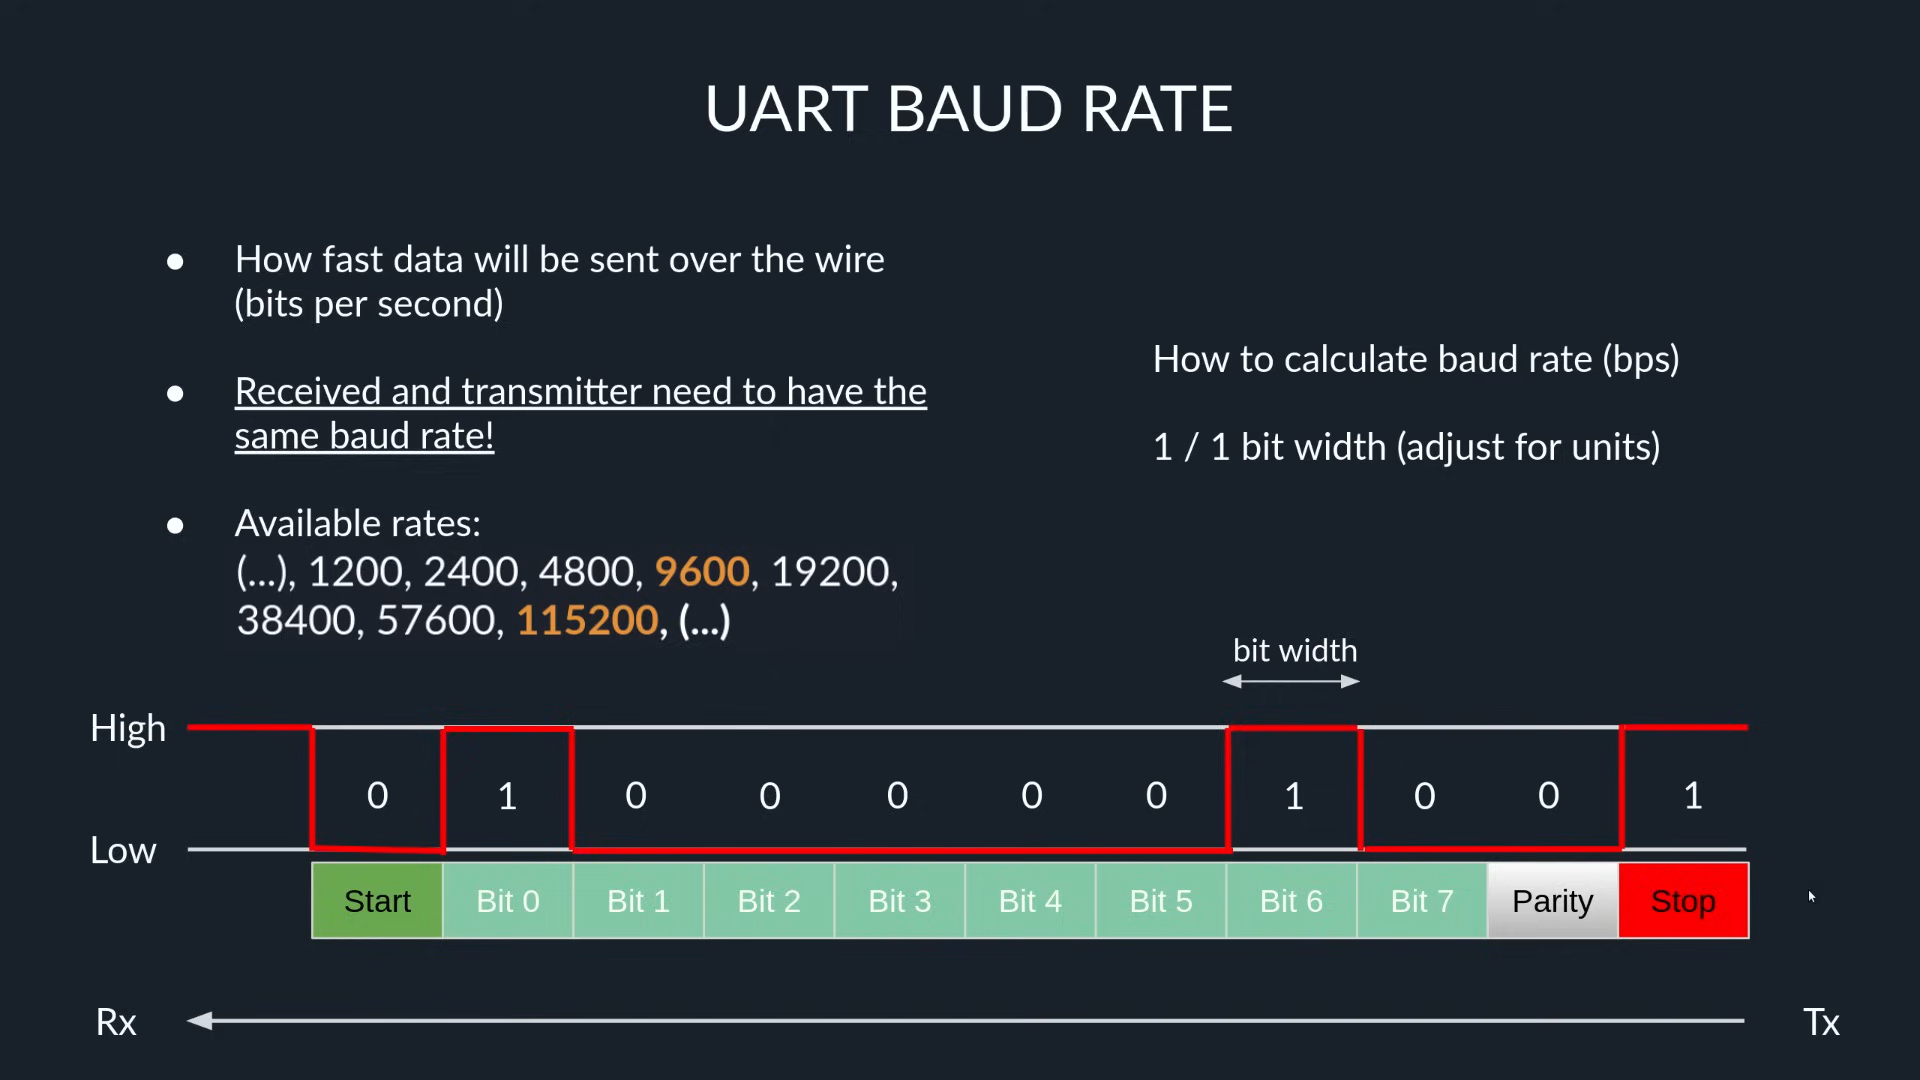 UART BAUD RATE
● How fast data will be sent over the wire
(bits per second)
● Received and transmitter need to have the
same baud rate!
● Available rates:
(...), 1200, 2400, 4800, 9600, 19200,
38400, 57600, 115200, (...)
How to calculate baud rate (bps)
1 / 1 bit width (adjust for units)
bit width
High
0 1 0 0 0 0 0 1 0 0 1
Low
Start Bit 0 Bit 1 Bit 2 Bit 3 Bit 4 Bit 5 Bit 6 Bit 7 Parity Stop
Rx Tx